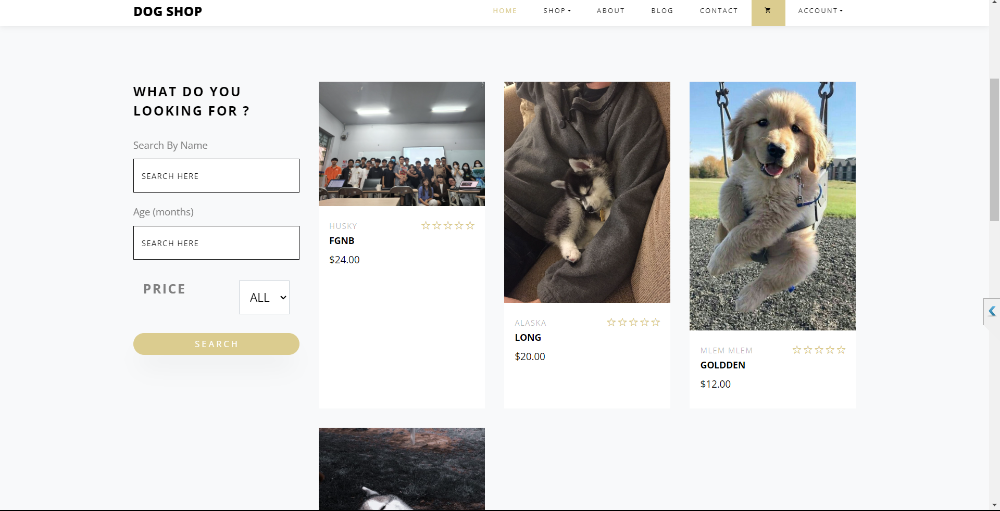 DOG SHOP
HOME
SHOP
ABOUT
BLOG
CONTACT
ACCOUNT
WHAT DO YOU
LOOKING FOR ?
Search By Name
SEARCH HERE
Age (months)
SEARCH HERE
PRICE
ALL
SEARCH
HUSKY
FGNB
$24.00
ALASKA
LONG
$20.00
MLEM MLEM
GOLDDEN
$12.00